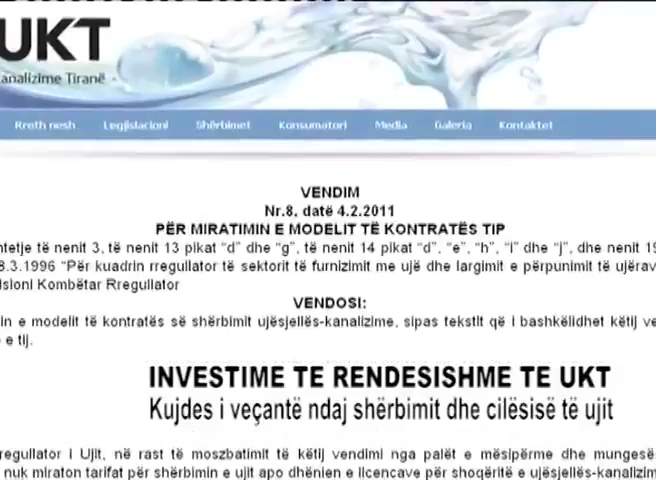 UKT
analizime Tiranë
Rreth nesh Legjislacioni Shërbimet Konsumatori Media Galeria Kontaktet
VENDIM
Nr.8, datë 4.2.2011
PËR MIRATIMIN E MODELIT TË KONTRATËS TIP
ntetje të nenit 3, të nenit 13 pikat “d” dhe “g”, të nenit 14 pikat “d”, “e”, “h”, “i” dhe “j”, dhe nenit 19
8.3.1996 “Për kuadrin rregullator të sektorit të furnizimit me ujë dhe largimit e përpunimit të ujërav
isioni Kombëtar Rregullator
VENDOSI:
in e modelit të kontratës së shërbimit ujësjellës-kanalizime, sipas tekstit që i bashkëlidhet këtij ve
e tij.
INVESTIME TE RENDESISHME TE UKT
Kujdes i veçantë ndaj shërbimit dhe cilësisë të ujit
regullator i Ujit, në rast të moszbatimit të këtij vendimi nga palët e mësipërme dhe mungesë
nuk miraton tarifat për shërbimin e ujit apo dhënien e licencave për shoqëritë e ujësjellës-kanalizim